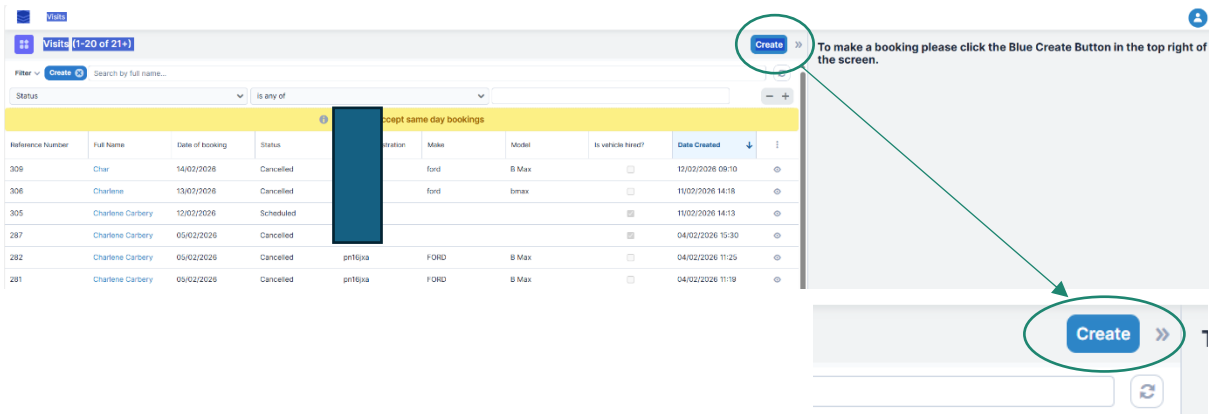 Visits
Visits (1-20 of 21+)
Create
To make a booking please click the Blue Create Button in the top right of
the screen.
Filter Create Search by full name...
Status is any of
ccept same day bookings
Reference Number Full Name Date of booking Status stration Make Model Is vehicle hired? Date Created
309 Char 14/02/2026 Cancelled ford B Max 12/02/2026 09:10
306 Charlene 13/02/2026 Cancelled ford bmax 11/02/2026 14:18
305 Charlene Carbery 12/02/2026 Scheduled 11/02/2026 14:13
287 Charlene Carbery 05/02/2026 Cancelled 04/02/2026 15:30
282 Charlene Carbery 05/02/2026 Cancelled pn16jxa FORD B Max 04/02/2026 11:25
281 Charlene Carbery 05/02/2026 Cancelled pn16jxa FORD B Max 04/02/2026 11:19
Create